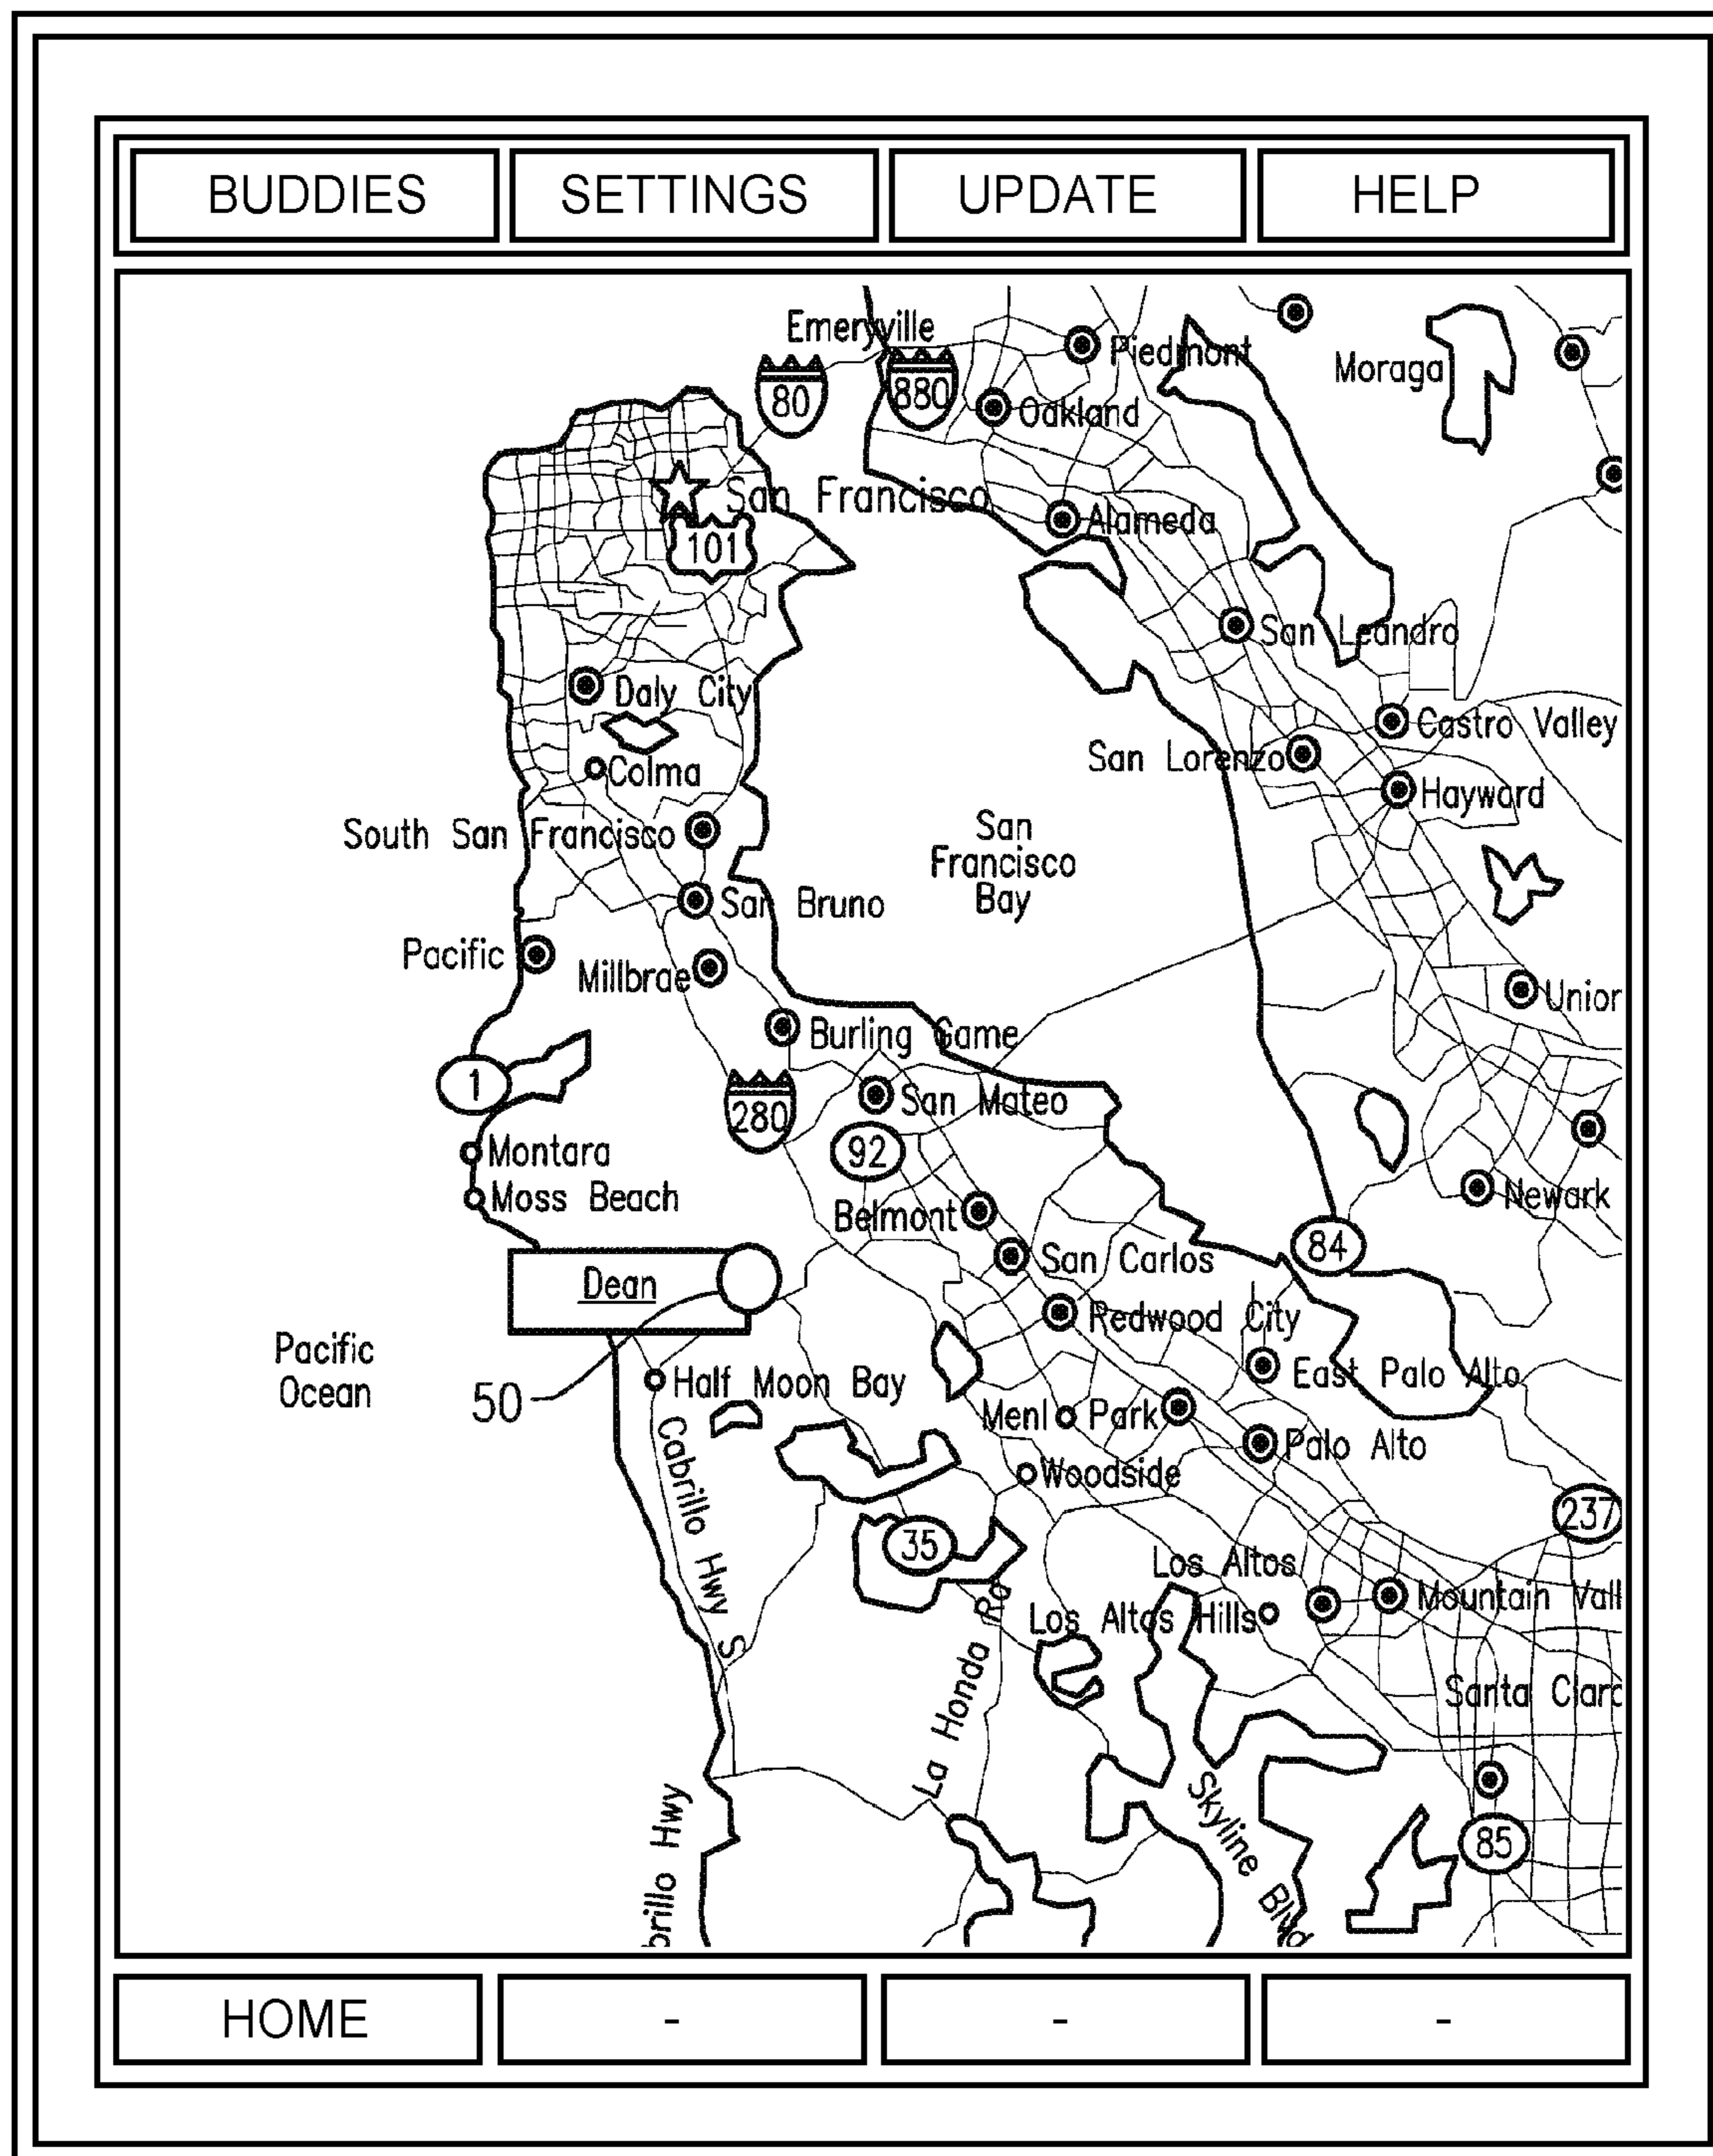 BUDDIES SETTINGS UPDATE HELP
Emeryville
Piedmont
Moraga
80
880
Oakland
San Francisco
101
Alameda
San Leandro
Daly City
Castro Valley
San Lorenzo
Colma
Hayward
South San Francisco
San
Francisco
Bay
San Bruno
Pacific
Millbrae
Unior
Burling Game
1
280
San Mateo
92
Montara
Moss Beach
Newark
Belmont
84
San Carlos
Dean
Redwood City
Pacific
Ocean
East Palo Alto
Half Moon Bay
50
Menl Park
Palo Alto
Woodside
Cabrillo Hwy S
237
35
Los Altos
Mountain Vall
Los Altos Hills
La Honda Rd
Santa Clara
Skyline Blvd
85
brillo Hwy
HOME - - -